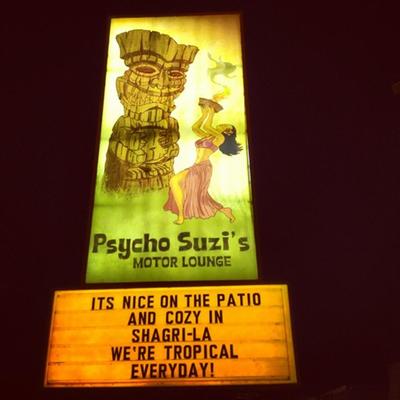 Psycho Suzi's
MOTOR LOUNGE
ITS NICE ON THE PATIO
AND COZY IN
SHAGRI-LA
WE'RE TROPICAL
EVERYDAY!